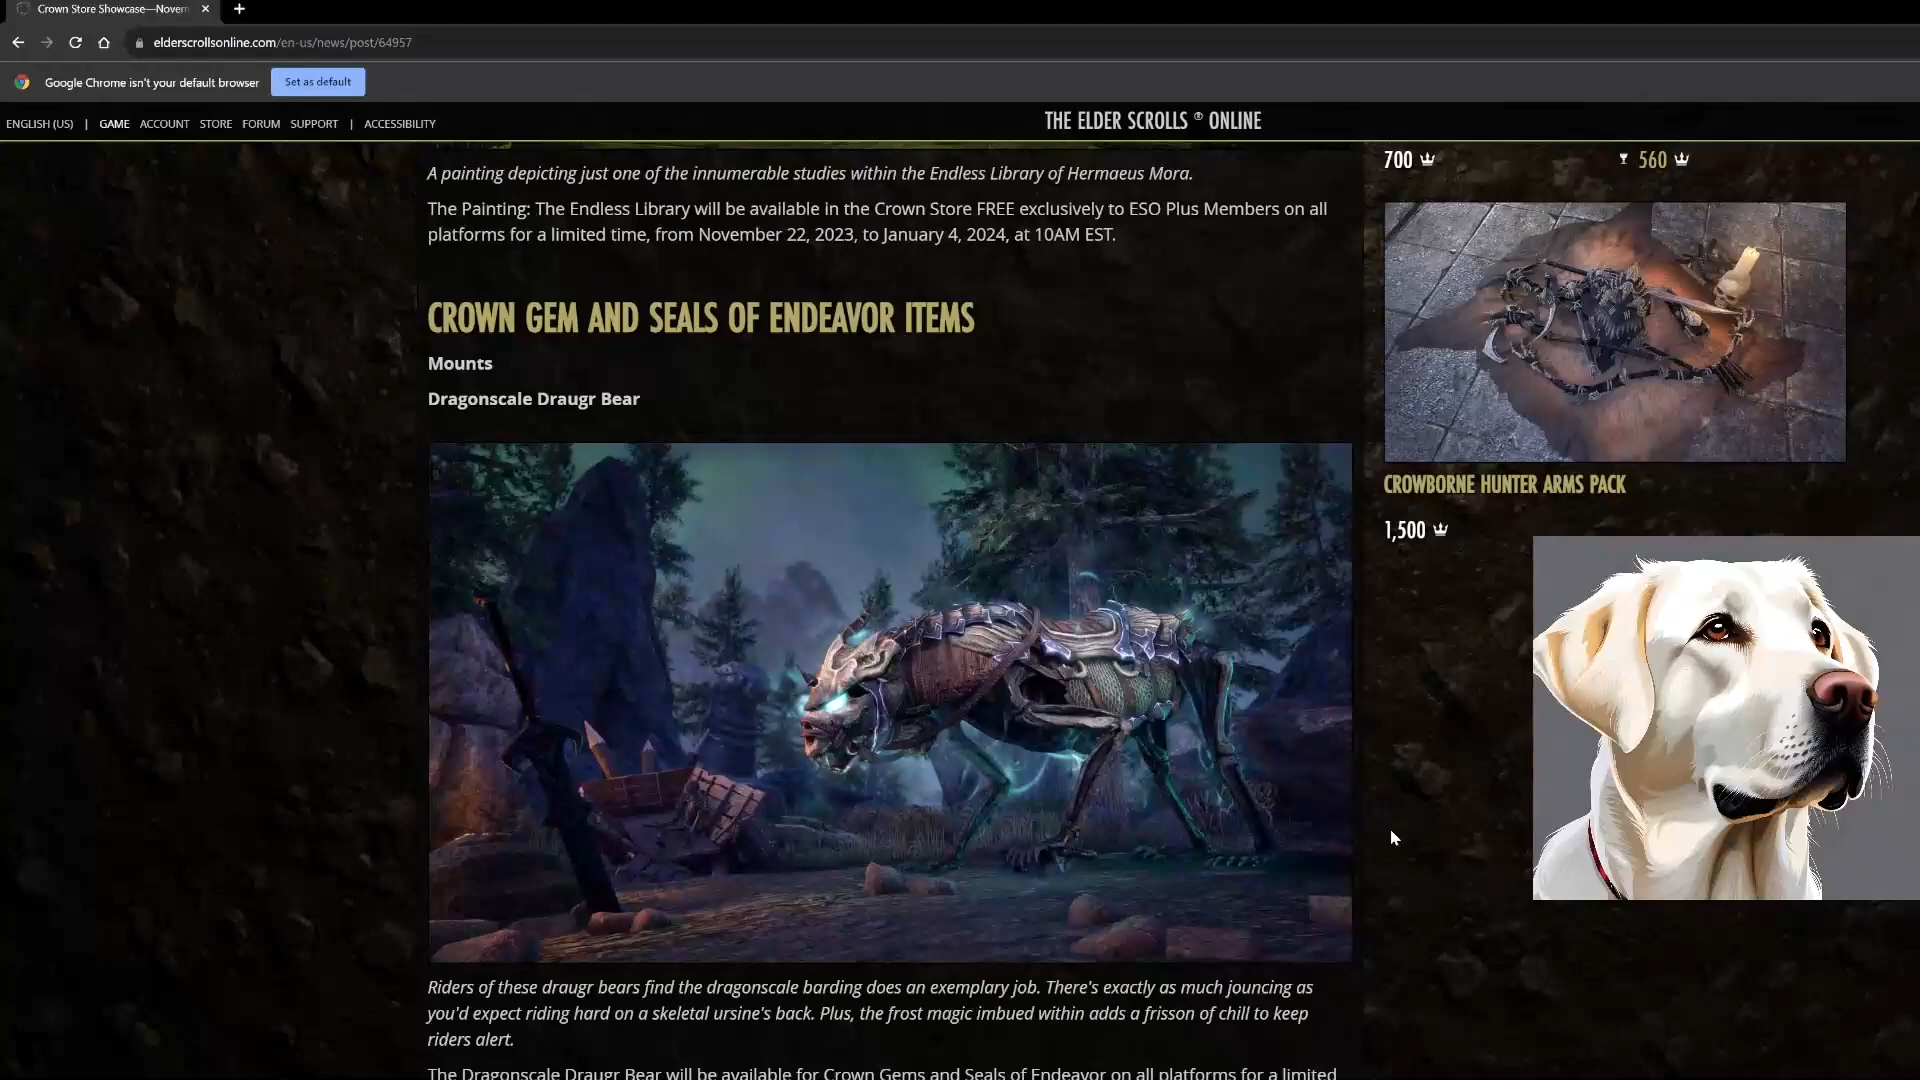 Crown Store Showcase—Novem
elderscrollsonline.com/en-us/news/post/64957
Google Chrome isn't your default browser
Set as default
ENGLISH (US) | GAME ACCOUNT STORE FORUM SUPPORT | ACCESSIBILITY
THE ELDER SCROLLS ® ONLINE
A painting depicting just one of the innumerable studies within the Endless Library of Hermaeus Mora.
The Painting: The Endless Library will be available in the Crown Store FREE exclusively to ESO Plus Members on all
platforms for a limited time, from November 22, 2023, to January 4, 2024, at 10AM EST.
CROWN GEM AND SEALS OF ENDEAVOR ITEMS
Mounts
Dragonscale Draugr Bear
Riders of these draugr bears find the dragonscale barding does an exemplary job. There's exactly as much jouncing as
you'd expect riding hard on a skeletal ursine's back. Plus, the frost magic imbued within adds a frisson of chill to keep
riders alert.
The Dragonscale Draugr Bear will be available for Crown Gems and Seals of Endeavor on all platforms for a limited
700 560
CROWBORNE HUNTER ARMS PACK
1,500